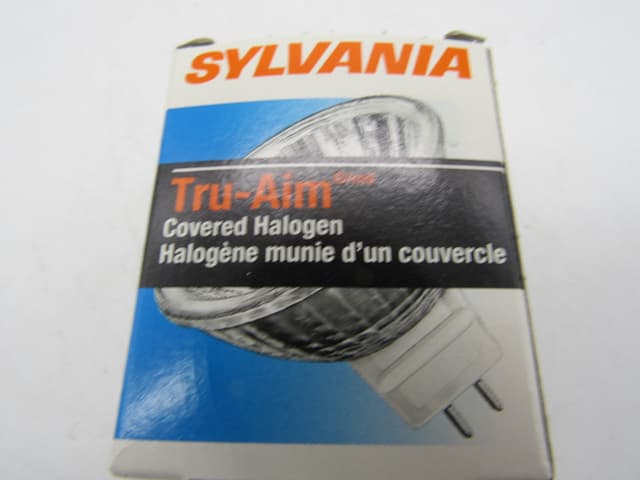 SYLVANIA
Tru-Aim
Covered Halogen
Halogène munie d'un couvercle